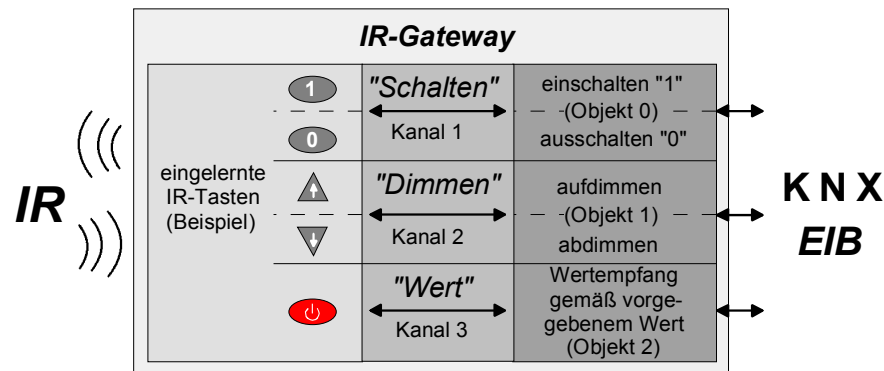 IR-Gateway
IR
eingelernte
IR-Tasten
(Beispiel)
1
0
"Schalten"
Kanal 1
einschalten "1"
(Objekt 0)
ausschalten "0"
"Dimmen"
Kanal 2
aufdimmen
(Objekt 1)
abdimmen
"Wert"
Kanal 3
Wertempfang
gemäß vorge-
gebenem Wert
(Objekt 2)
KNX
EIB